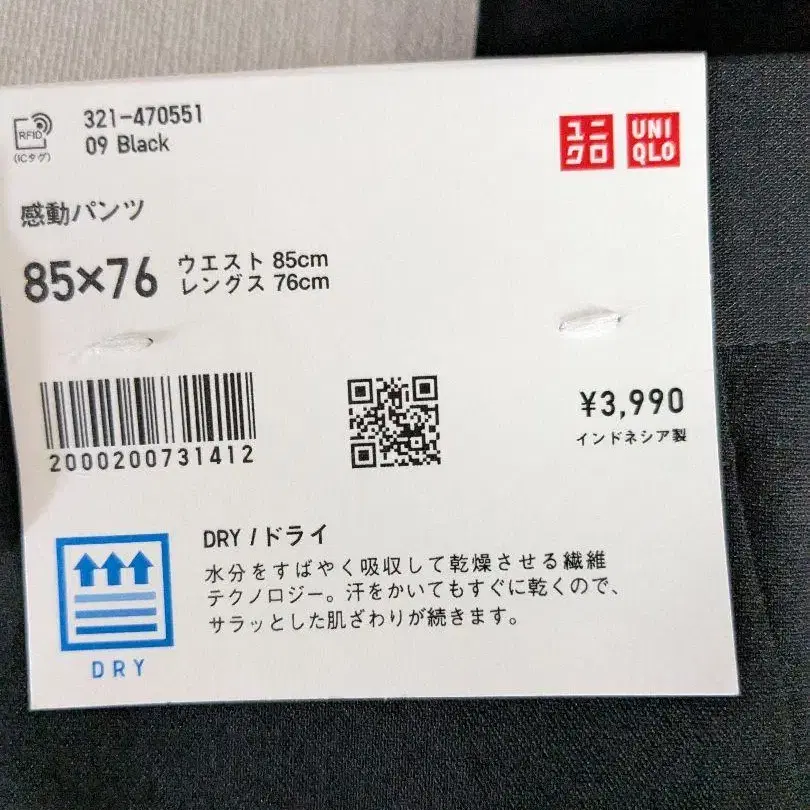 RFID
(ICタグ)
321-470551
09 Black
ユニ
クロ
UNI
QLO
感動パンツ
85×76
ウエスト 85cm
レングス 76cm
2000200731412
¥3,990
インドネシア製
DRY
DRY / ドライ
水分をすばやく吸収して乾燥させる繊維
テクノロジー。汗をかいてもすぐに乾くので、
サラッとした肌ざわりが続きます。